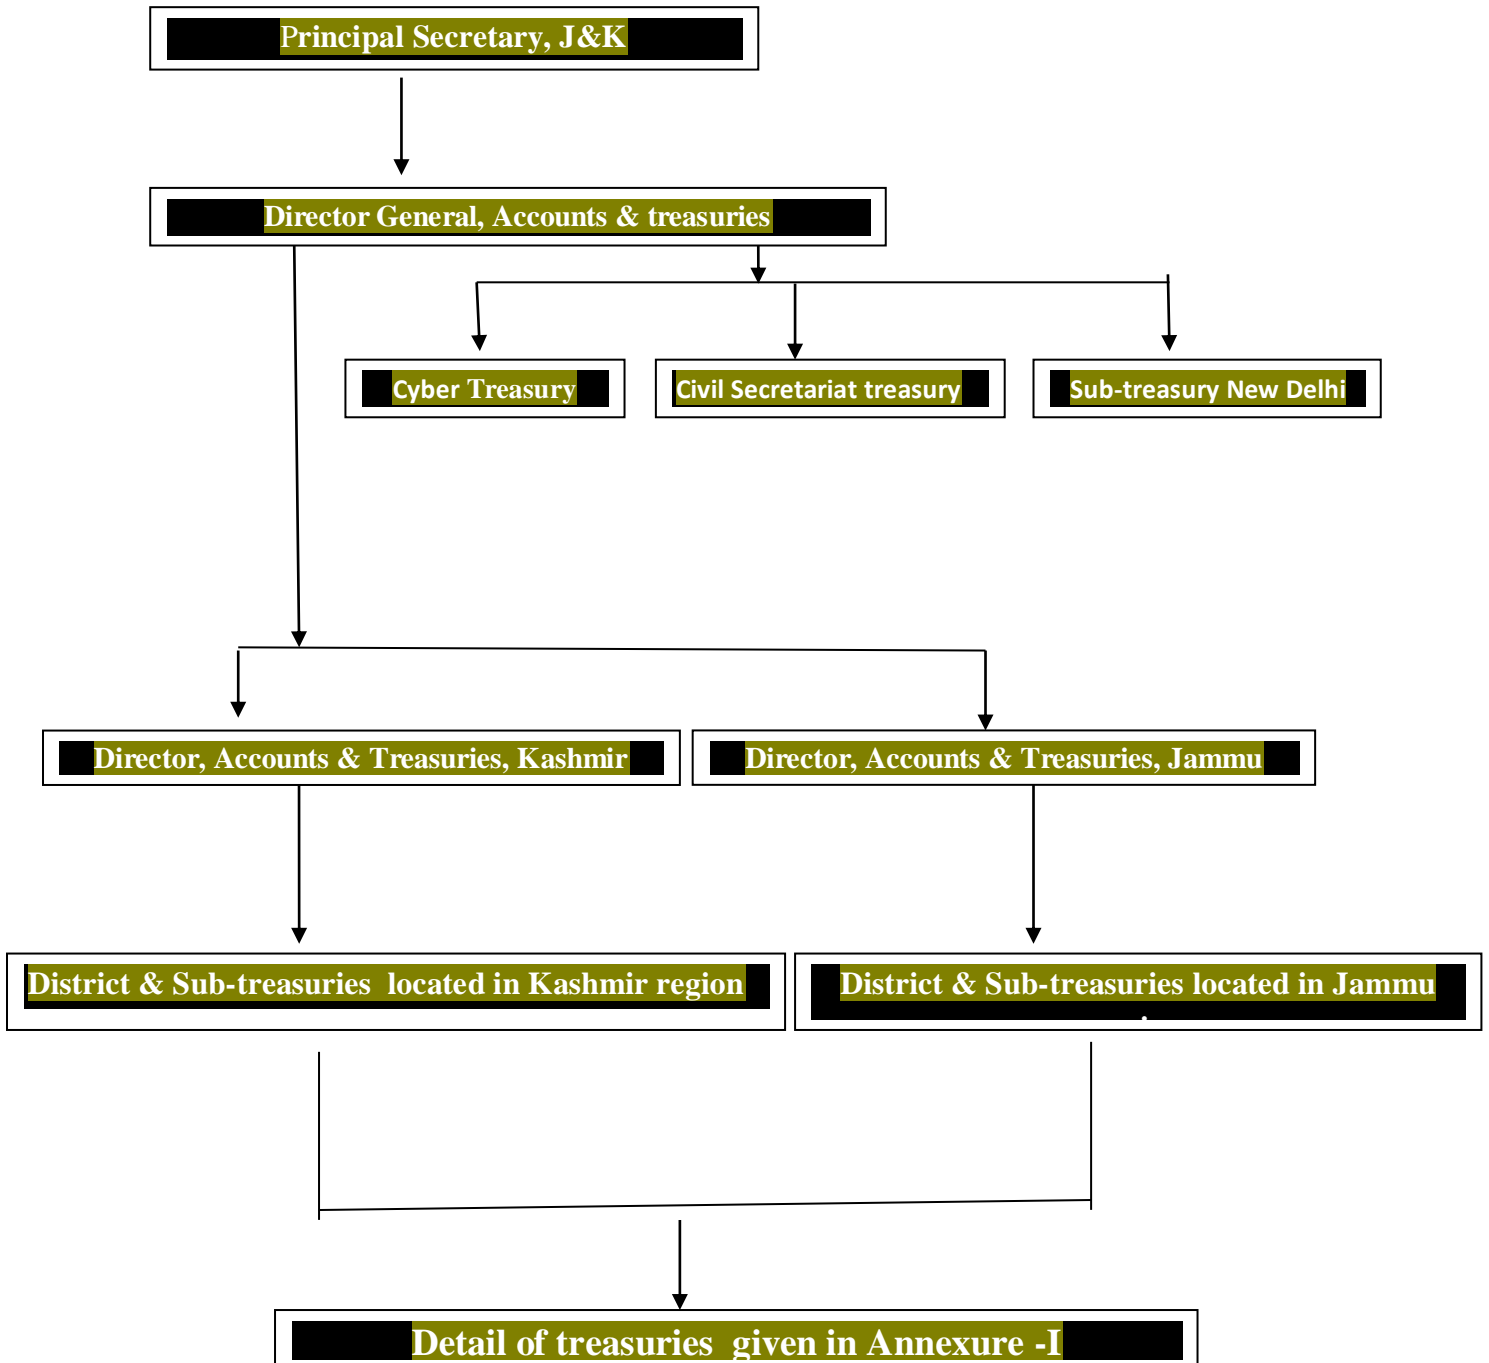 Principal Secretary, J&K
Director General, Accounts & treasuries
Cyber Treasury
Civil Secretariat treasury
Sub-treasury New Delhi
Director, Accounts & Treasuries, Kashmir
Director, Accounts & Treasuries, Jammu
District & Sub-treasuries  located in Kashmir region
District & Sub-treasuries located in Jammu
Detail of treasuries  given in Annexure -I